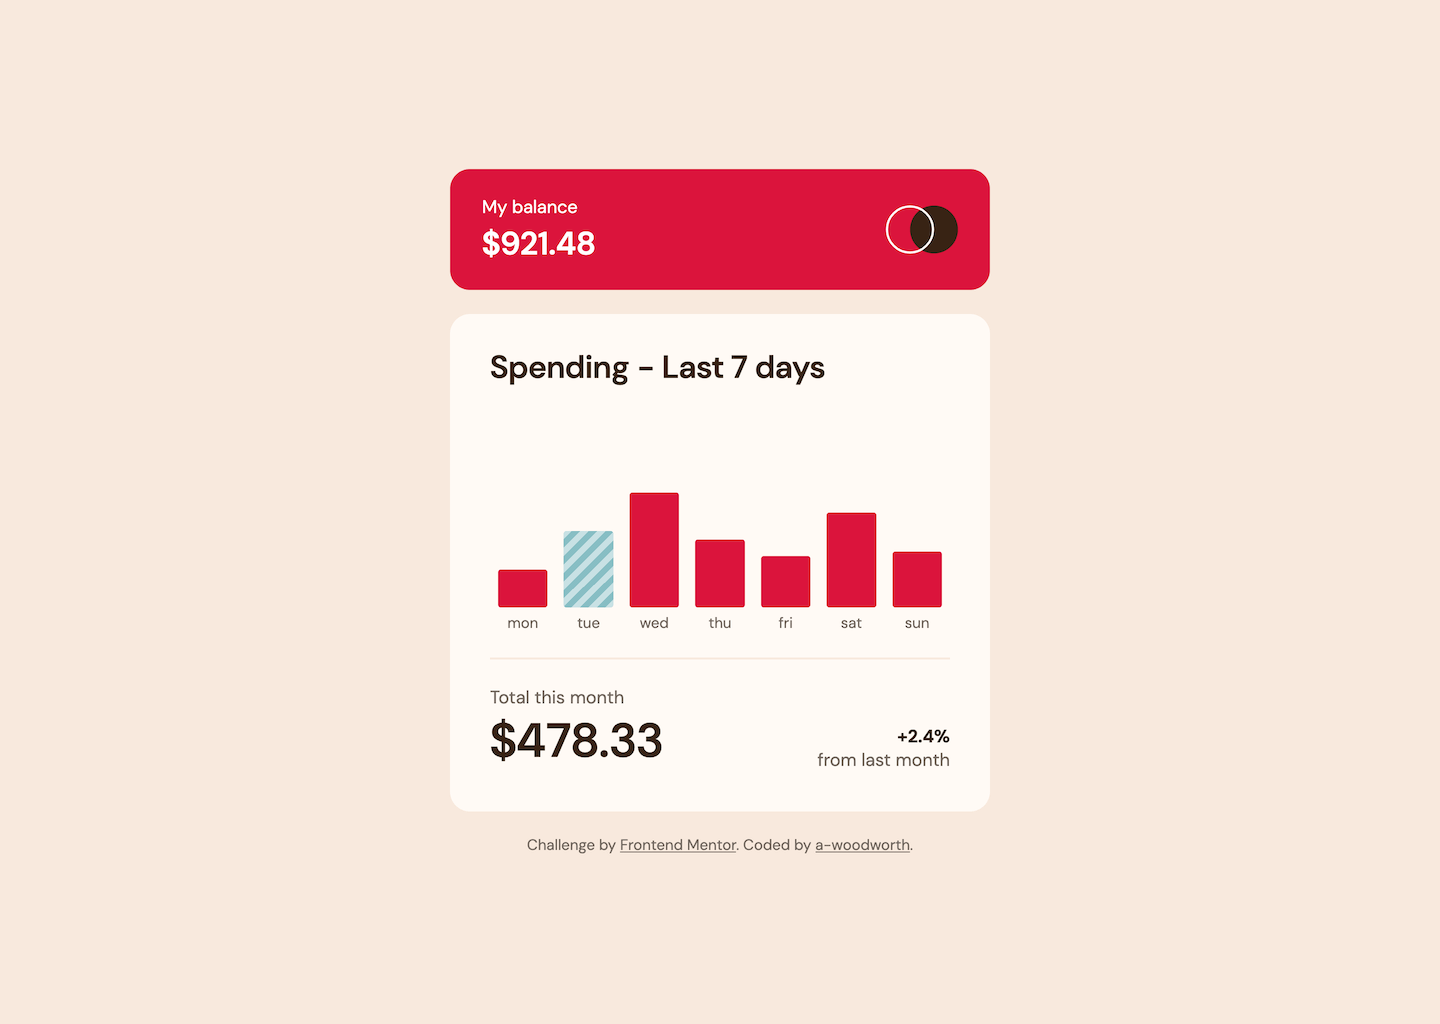 My balance
$921.48
Spending - Last 7 days
mon tue wed thu fri sat sun
Total this month
$478.33
+2.4%
from last month
Challenge by Frontend Mentor. Coded by a-woodworth.